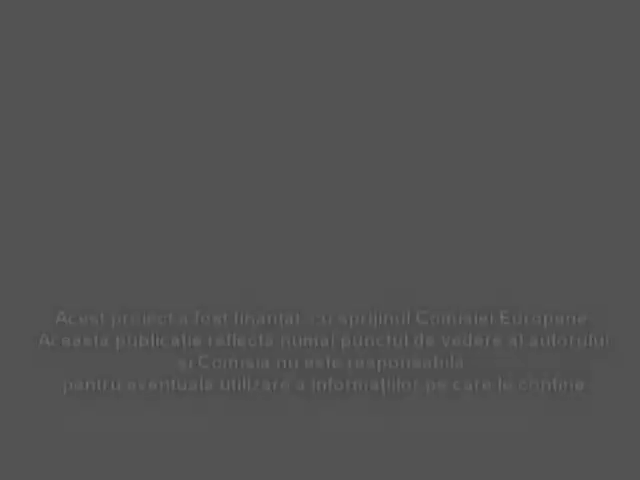 Acest proiect a fost finanțat cu sprijinul Comisiei Europene
Aceasta publicație reflectă numai punctul de vedere al autorului
și Comisia nu este responsabilă
pentru eventuala utilizare a informațiilor pe care le conține